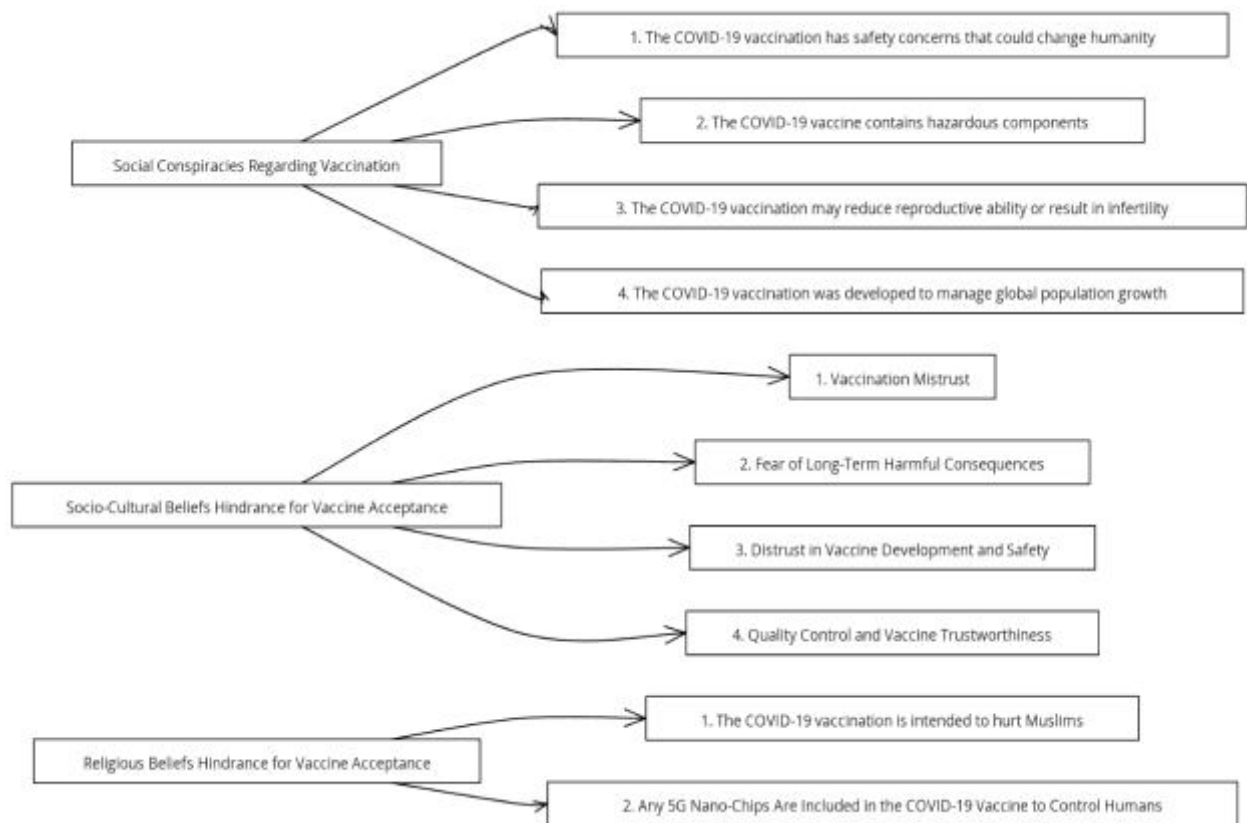 Social Conspiracies Regarding Vaccination
1. The COVID-19 vaccination has safety concerns that could change humanity
2. The COVID-19 vaccine contains hazardous components
3. The COVID-19 vaccination may reduce reproductive ability or result in infertility
4. The COVID-19 vaccination was developed to manage global population growth
Socio-Cultural Beliefs Hindrance for Vaccine Acceptance
1. Vaccination Mistrust
2. Fear of Long-Term Harmful Consequences
3. Distrust in Vaccine Development and Safety
4. Quality Control and Vaccine Trustworthiness
Religious Beliefs Hindrance for Vaccine Acceptance
1. The COVID-19 vaccination is intended to hurt Muslims
2. Any 5G Nano-Chips Are Included in the COVID-19 Vaccine to Control Humans